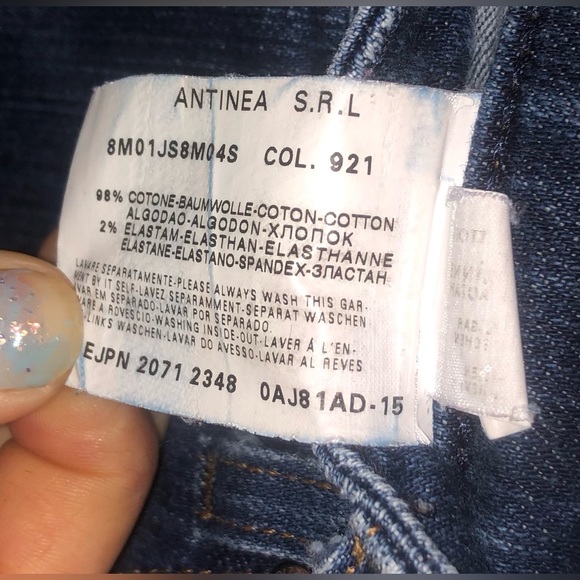 ANTINEA S.R.L
8M01JS8M04S COL. 921
98% COTONE-BAUMWOLLE-COTON-COTTON
ALGODAO-ALGODON-ХЛОПОК
2% ELASTAM-ELASTHAN-ELASTHANNE
ELASTANE-ELASTANO-SPANDEX-ЭЛАСТАН
LAVARE SEPARATAMENTE-PLEASE ALWAYS WASH THIS GAR-
MENT BY IT SELF-LAVEZ SEPARAMMENT-SEPARAT WASCHEN
VAR EM SEPARADO-LAVAR POR SEPARADO.
ARE A ROVESCIO-WASHING INSIDE-OUT-LAVER À L'EN-
-LINKS WASCHEN-LAVAR DO AVESSO-LAVAR AL REVES
EJPN 2071 2348 0AJ81AD-15